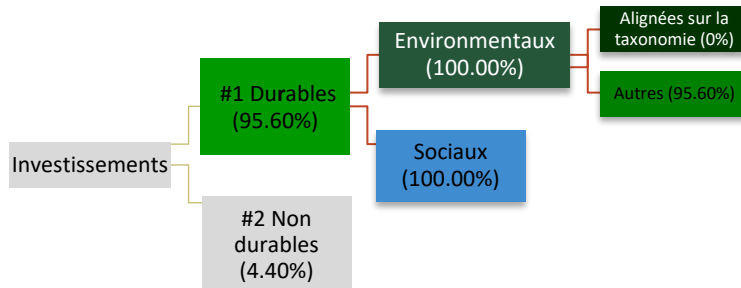 Investissements
#1 Durables
(95.60%)
#2 Non
durables
(4.40%)
Environmentaux
(100.00%)
Sociaux
(100.00%)
Alignées sur la
taxonomie (0%)
Autres (95.60%)